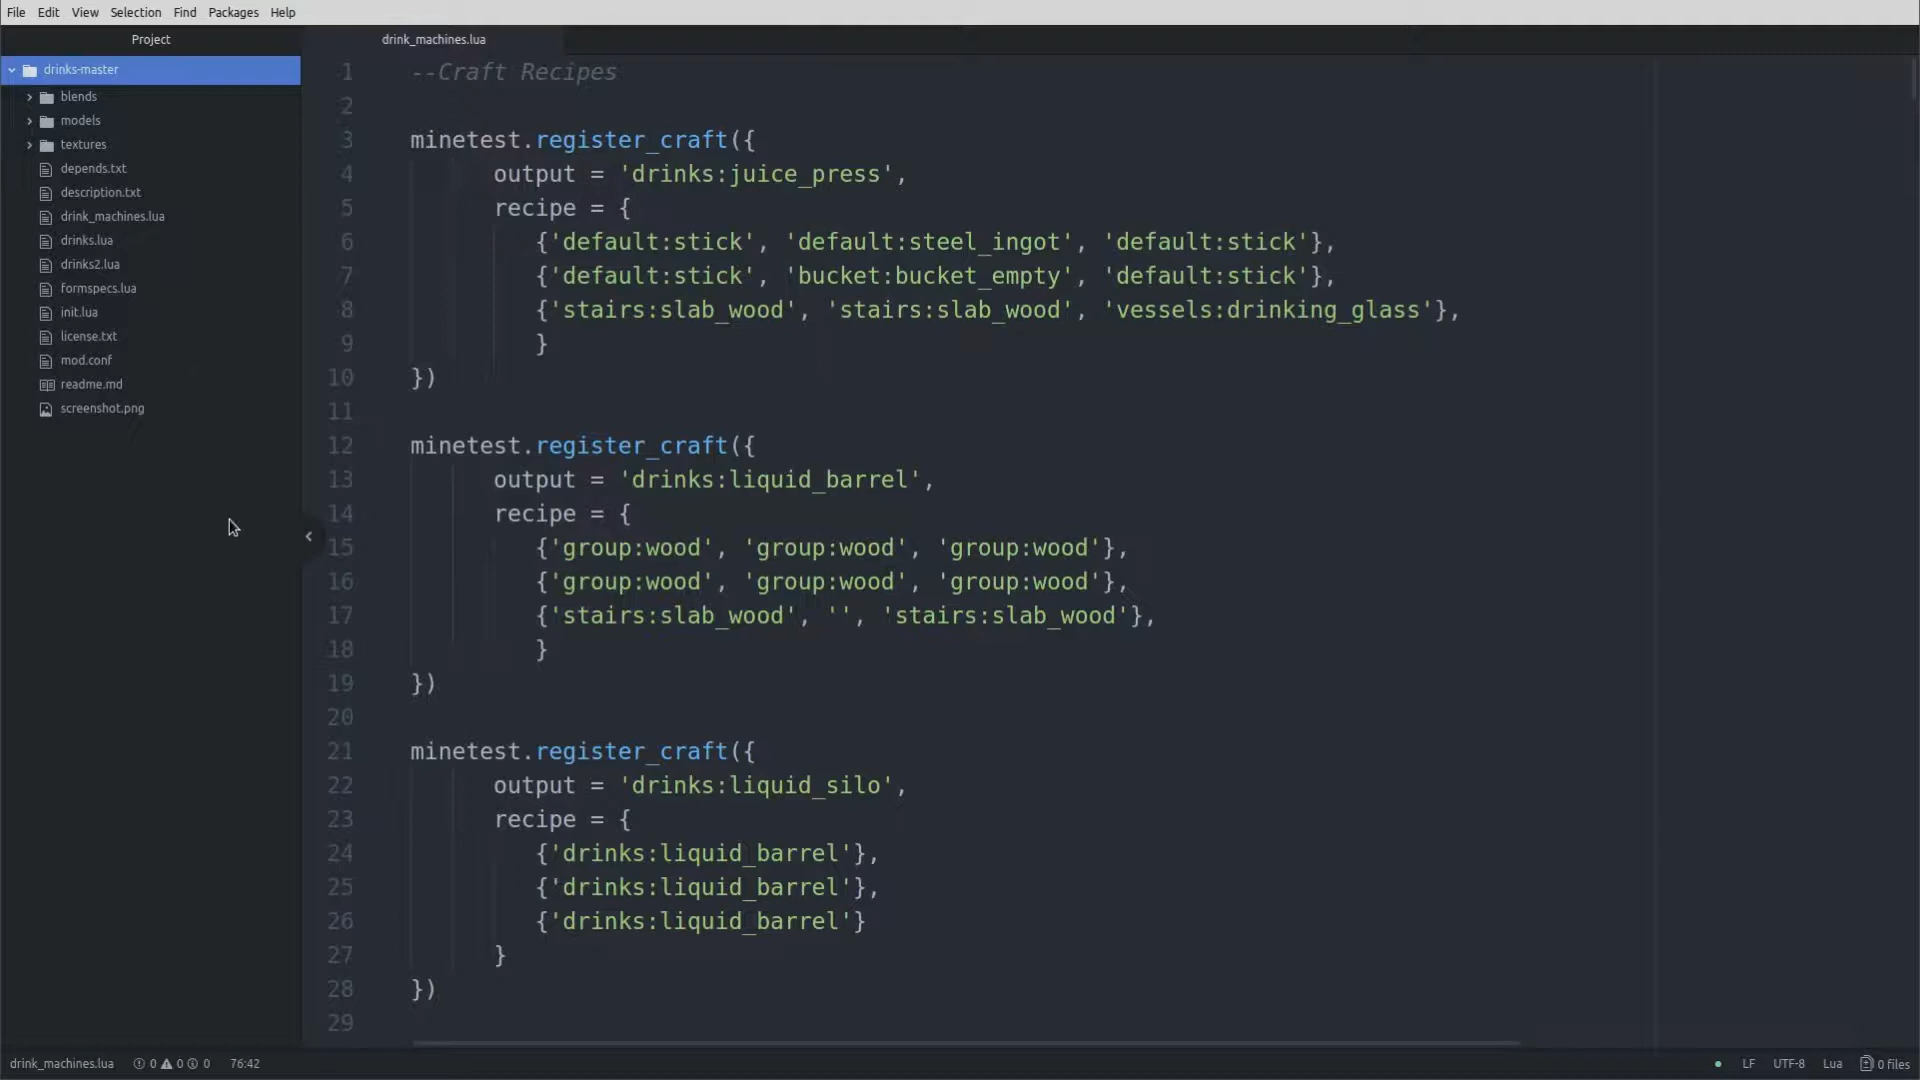 File Edit View Selection Find Packages Help
Project
drink_machines.lua
drinks-master
blends
models
textures
depends.txt
description.txt
drink_machines.lua
drinks.lua
drinks2.lua
formspecs.lua
init.lua
license.txt
mod.conf
readme.md
screenshot.png
1 --Craft Recipes
2
3 minetest.register_craft({
4 output = 'drinks:juice_press',
5 recipe = {
6 {'default:stick', 'default:steel_ingot', 'default:stick'},
7 {'default:stick', 'bucket:bucket_empty', 'default:stick'},
8 {'stairs:slab_wood', 'stairs:slab_wood', 'vessels:drinking_glass'},
9 }
10 })
11
12 minetest.register_craft({
13 output = 'drinks:liquid_barrel',
14 recipe = {
15 {'group:wood', 'group:wood', 'group:wood'},
16 {'group:wood', 'group:wood', 'group:wood'},
17 {'stairs:slab_wood', '', 'stairs:slab_wood'},
18 }
19 })
20
21 minetest.register_craft({
22 output = 'drinks:liquid_silo',
23 recipe = {
24 {'drinks:liquid_barrel'},
25 {'drinks:liquid_barrel'},
26 {'drinks:liquid_barrel'}
27 }
28 })
29
drink_machines.lua 0 0 0 76:42 LF UTF-8 Lua 0 files